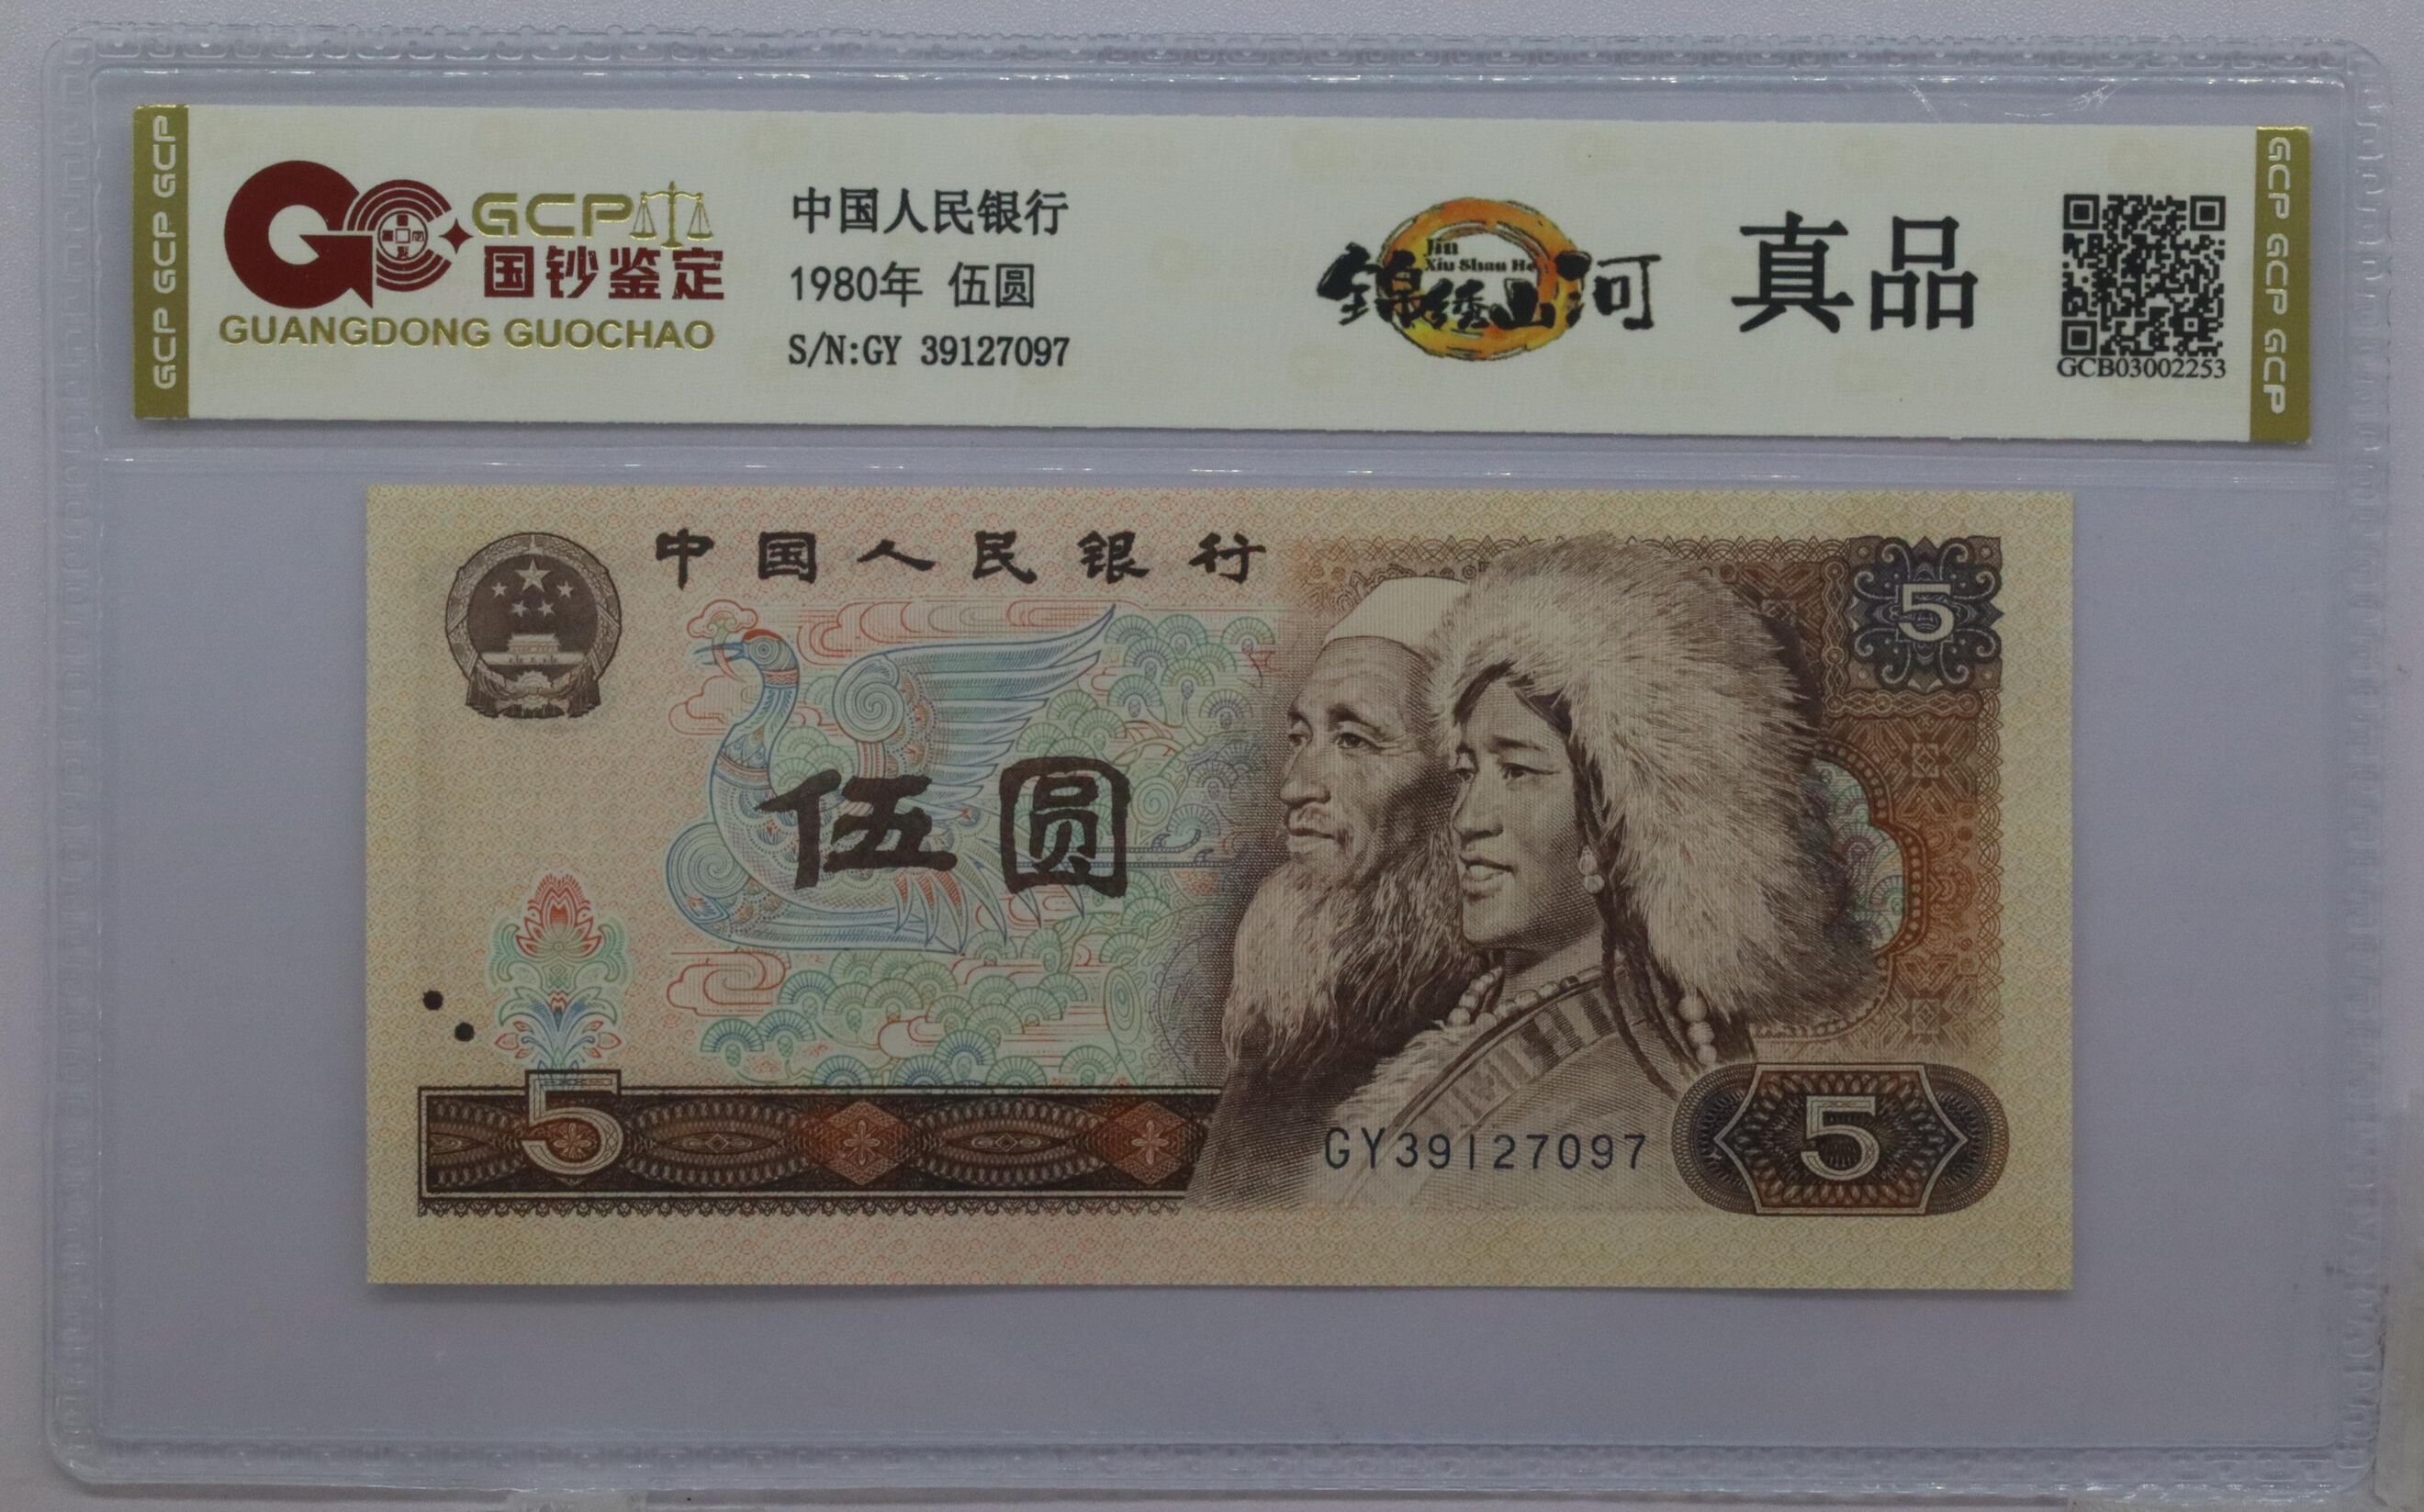 GCP GCP GCP
GCP
国钞鉴定
GUANGDONG GUOCHAO
中国人民银行
1980年 伍圆
S/N:GY 39127097
Jin
Xiu Shan He
锦绣山河
真品
GCB03002253
GCP GCP GCP
中国人民银行
5
伍圆
5
GY39127097
5